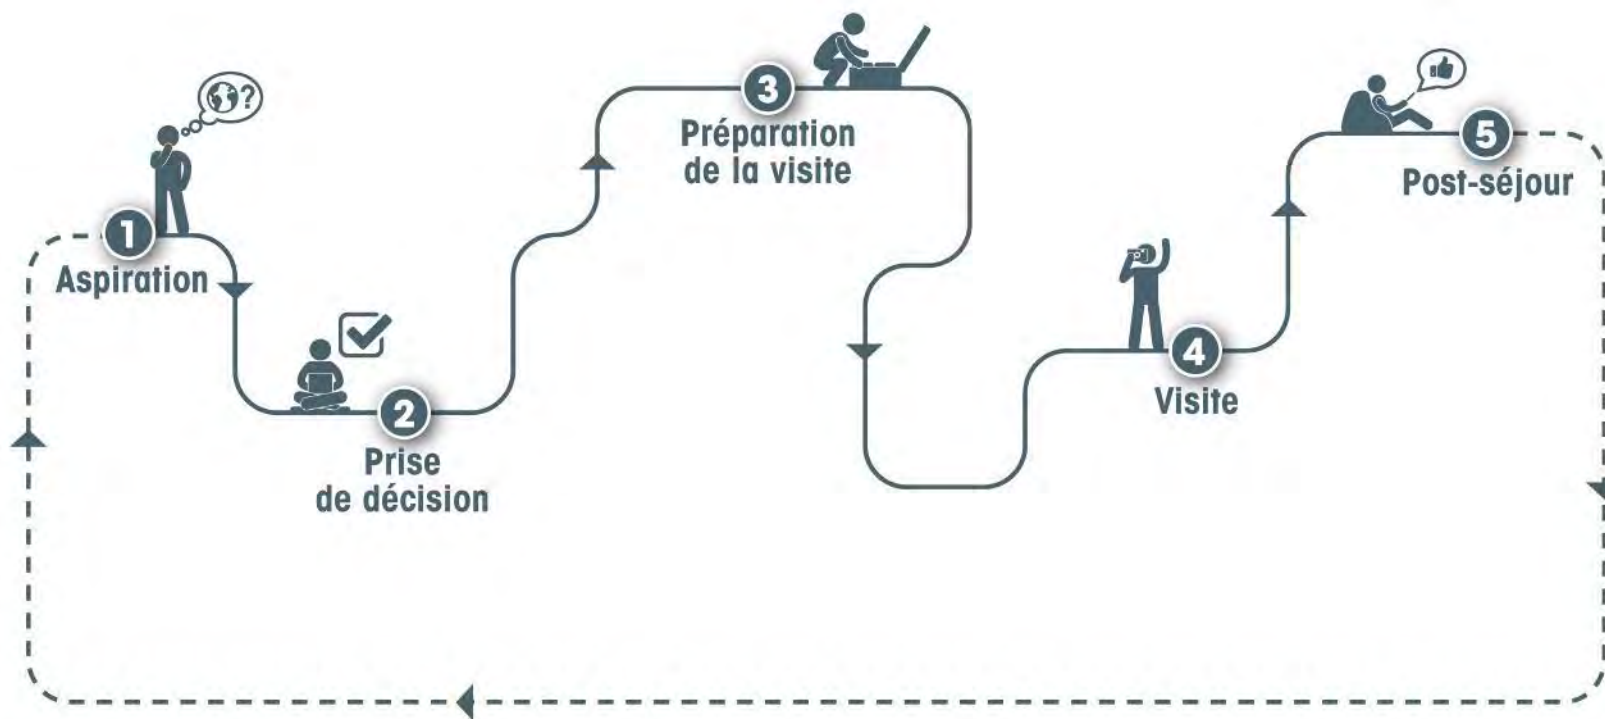 ?
1
Aspiration
2
Prise
de décision
3
Préparation
de la visite
4
Visite
5
Post-séjour